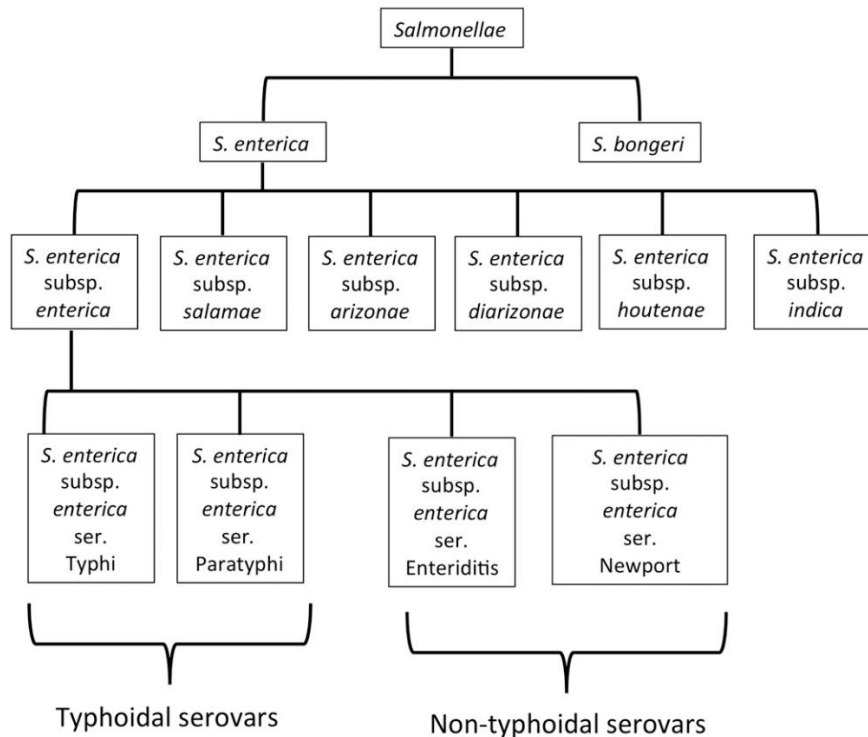 Salmonellae
S. enterica
S. bongeri
S. enterica
subsp.
enterica
S. enterica
subsp.
salamae
S. enterica
subsp.
arizonae
S. enterica
subsp.
diarizonae
S. enterica
subsp.
houtenae
S. enterica
subsp.
indica
S. enterica
subsp.
enterica
ser.
Typhi
S. enterica
subsp.
enterica
ser.
Paratyphi
S. enterica
subsp.
enterica
ser.
Enteriditis
S. enterica
subsp.
enterica
ser.
Newport
Typhoidal serovars
Non-typhoidal serovars